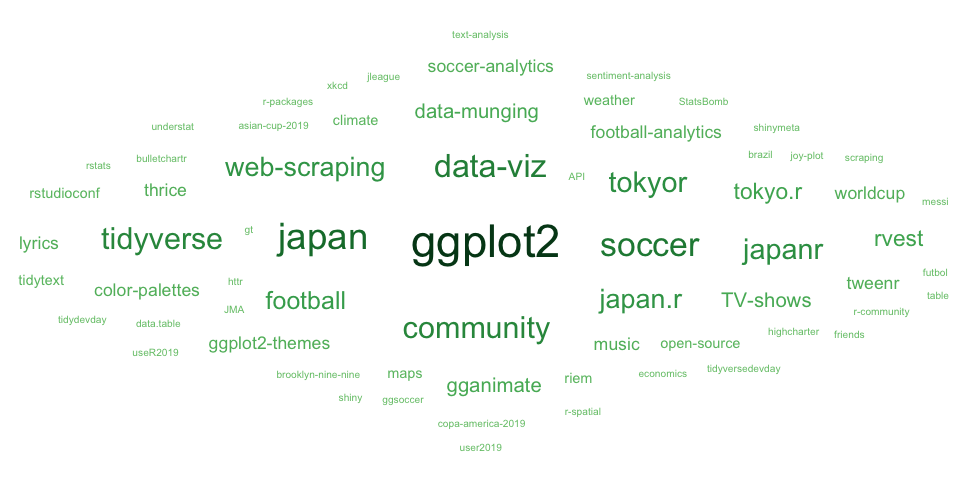 text-analysis
soccer-analytics
jleague
sentiment-analysis
xkcd
r-packages
data-munging
weather
StatsBomb
understat
asian-cup-2019
climate
football-analytics
shinymeta
rstats
bulletchartr
web-scraping
data-viz
API
brazil
joy-plot
scraping
rstudioconf
thrice
tokyor
tokyo.r
worldcup
messi
lyrics
tidyverse
gt
japan
ggplot2
soccer
japanr
rvest
tidytext
color-palettes
httr
football
japan.r
TV-shows
tweenr
futbol
table
tidydevday
data.table
JMA
community
highcharter
friends
r-community
useR2019
ggplot2-themes
music
open-source
brooklyn-nine-nine
maps
gganimate
riem
economics
tidyversedevday
shiny
ggsoccer
r-spatial
copa-america-2019
user2019